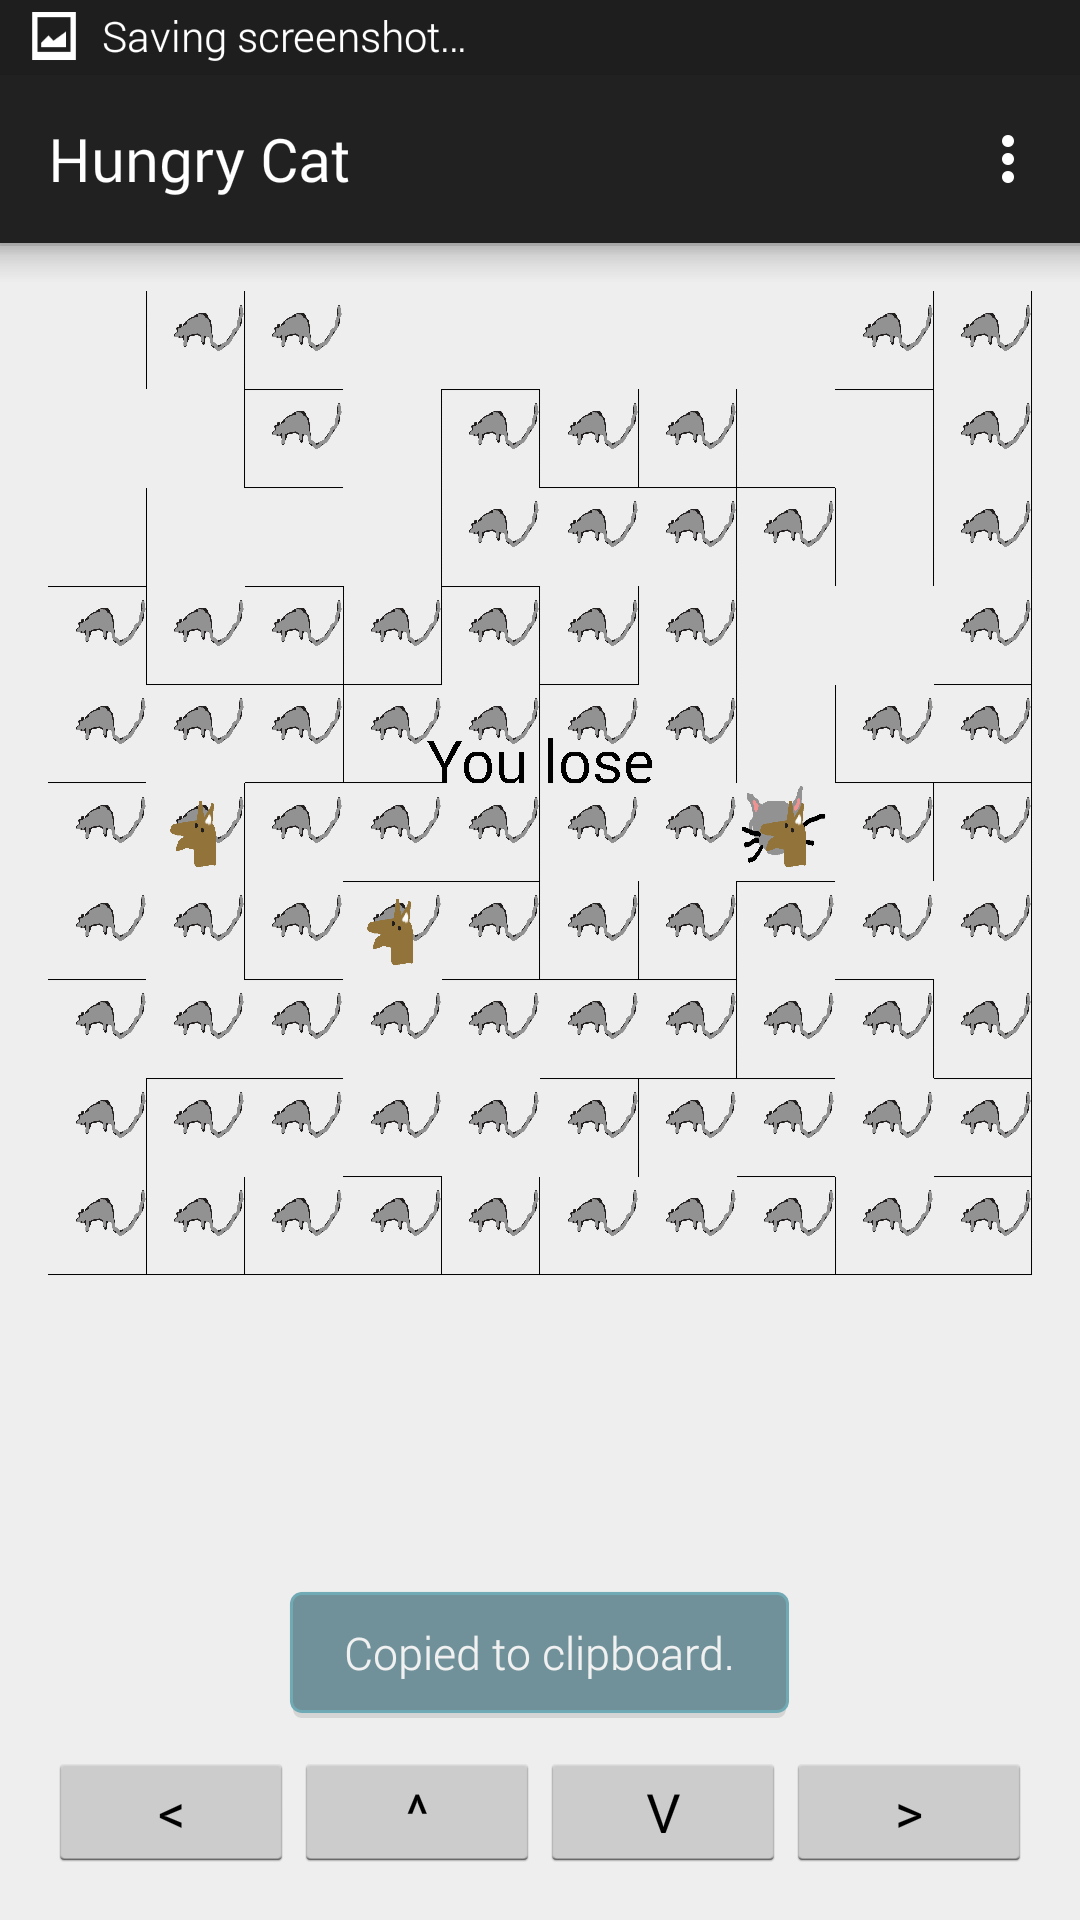 Saving screenshot...
Hungry Cat
You lose
Copied to clipboard.
< ^ V >